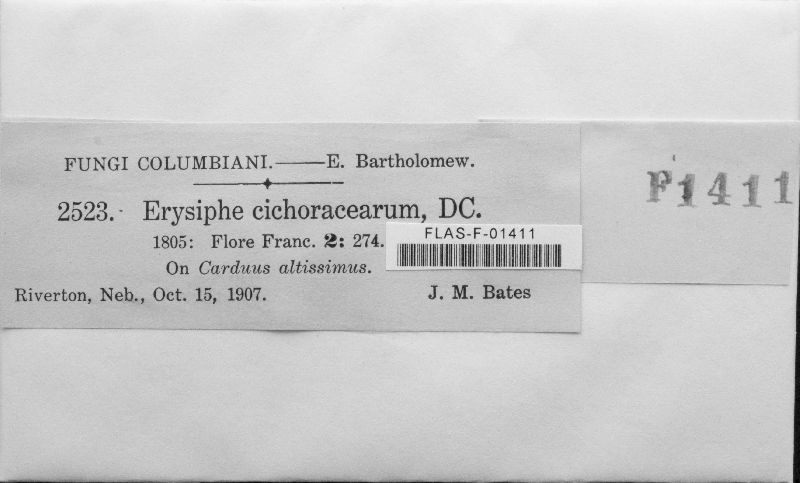 FUNGI COLUMBIANI.——E. Bartholomew.
2523. Erysiphe cichoracearum, DC.
1805: Flore Franc. 2: 274.
On Carduus altissimus.
Riverton, Neb., Oct. 15, 1907. J. M. Bates
FLAS-F-01411
F1411